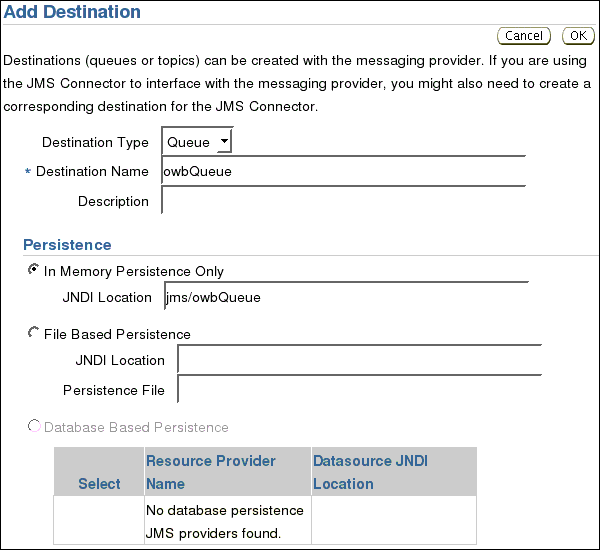 Add Destination
Cancel OK
Destinations (queues or topics) can be created with the messaging provider. If you are using
the JMS Connector to interface with the messaging provider, you might also need to create a
corresponding destination for the JMS Connector.
Destination Type Queue
* Destination Name owbQueue
Description
Persistence
In Memory Persistence Only
JNDI Location jms/owbQueue
File Based Persistence
JNDI Location
Persistence File
Database Based Persistence
Select Resource Provider Name Datasource JNDI Location
No database persistence
JMS providers found.